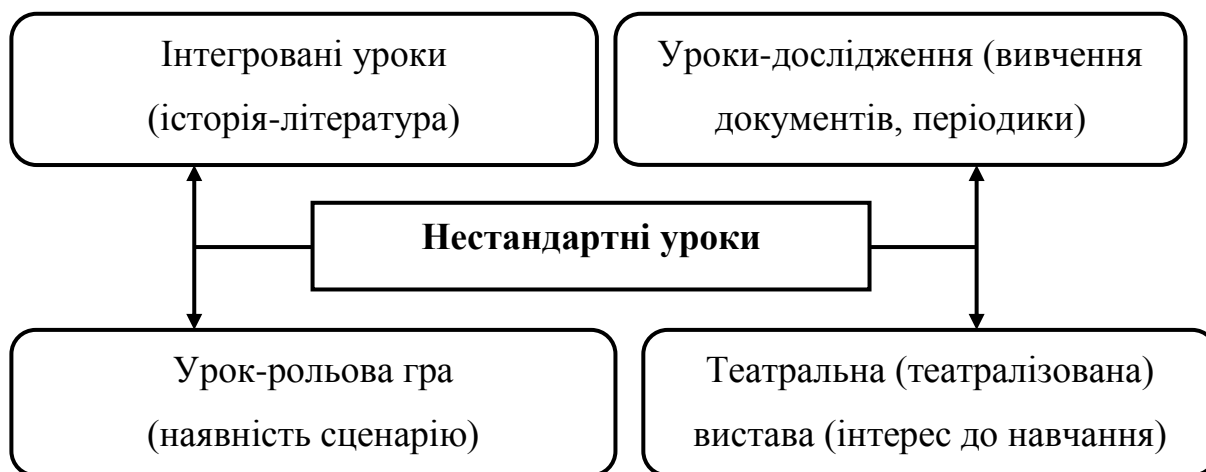 Інтегровані уроки
(історія-література)
Уроки-дослідження (вивчення
документів, періодики)
Нестандартні уроки
Урок-рольова гра
(наявність сценарію)
Театральна (театралізована)
вистава (інтерес до навчання)